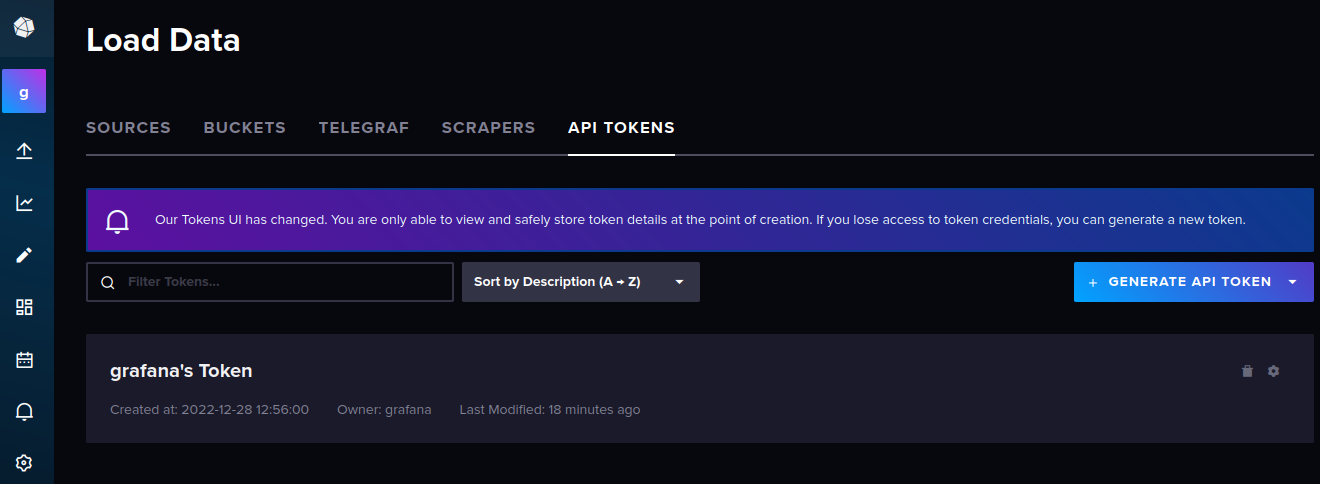 Load Data
g
SOURCES BUCKETS TELEGRAF SCRAPERS API TOKENS
Our Tokens UI has changed. You are only able to view and safely store token details at the point of creation. If you lose access to token credentials, you can generate a new token.
Filter Tokens...
Sort by Description (A → Z)
+ GENERATE API TOKEN
grafana's Token
Created at: 2022-12-28 12:56:00 Owner: grafana Last Modified: 18 minutes ago